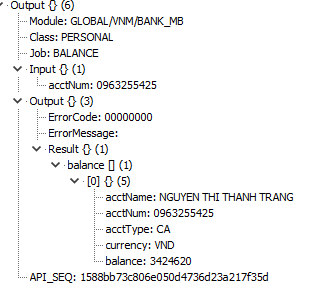 Output {} (6)
Module: GLOBAL/VNM/BANK_MB
Class: PERSONAL
Job: BALANCE
Input {} (1)
acctNum: 0963255425
Output {} (3)
ErrorCode: 00000000
ErrorMessage:
Result {} (1)
balance [] (1)
[0] {} (5)
acctName: NGUYEN THI THANH TRANG
acctNum: 0963255425
acctType: CA
currency: VND
balance: 3424620
API_SEQ: 1588bb73c806e050d4736d23a217f35d